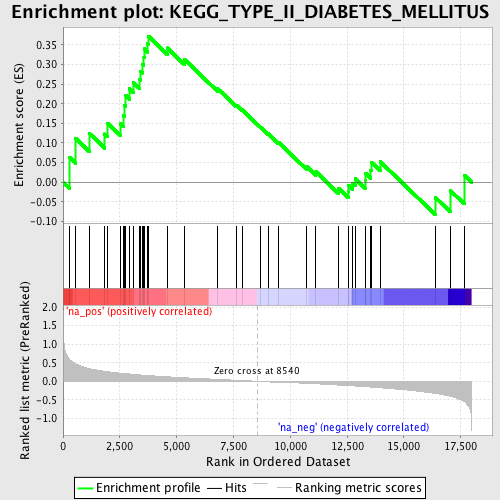 Enrichment plot: KEGG_TYPE_II_DIABETES_MELLITUS
Enrichment score (ES)
0.35
0.30
0.25
0.20
0.15
0.10
0.05
0.00
-0.05
-0.10
'na_pos' (positively correlated)
Ranked list metric (PreRanked)
2.0
1.5
1.0
0.5
0.0
-0.5
-1.0
Zero cross at 8540
'na_neg' (negatively correlated)
0 2,500 5,000 7,500 10,000 12,500 15,000 17,500
Rank in Ordered Dataset
Enrichment profile Hits Ranking metric scores